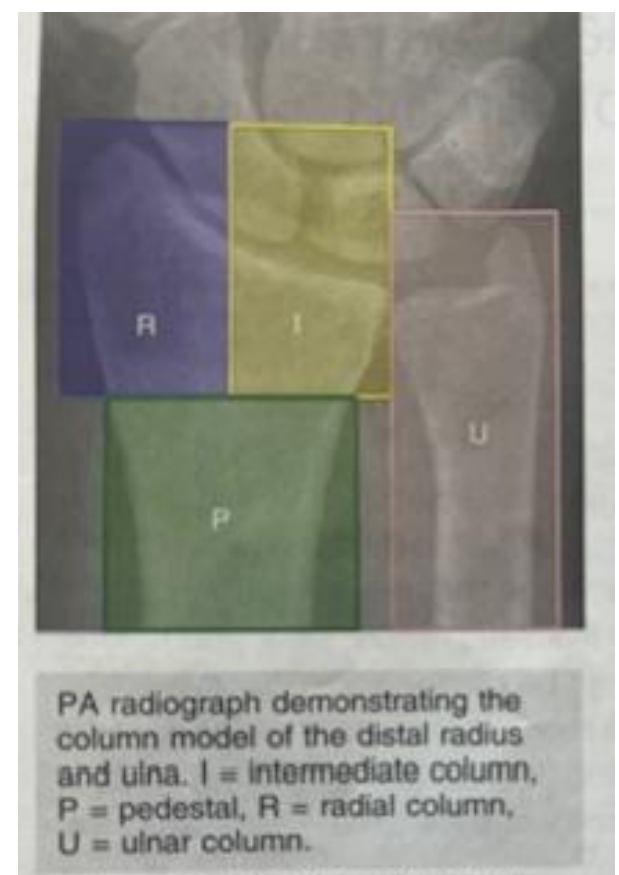 R
I
U
P
PA radiograph demonstrating the
column model of the distal radius
and ulna. I = intermediate column,
P = pedestal, R = radial column,
U = ulnar column.